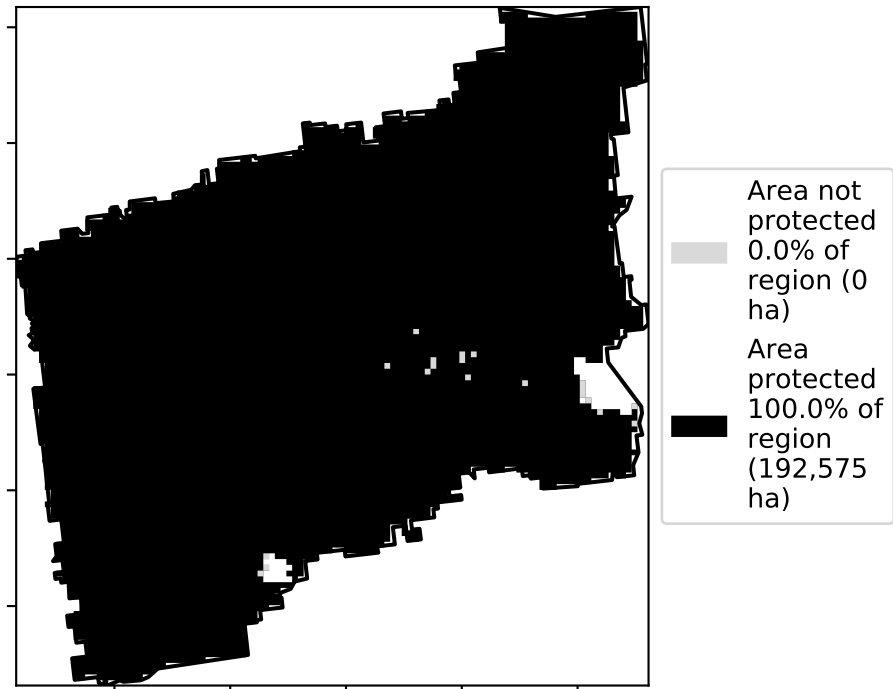 Area not
protected
0.0% of
region (0
ha)
Area
protected
100.0% of
region
(192,575
ha)